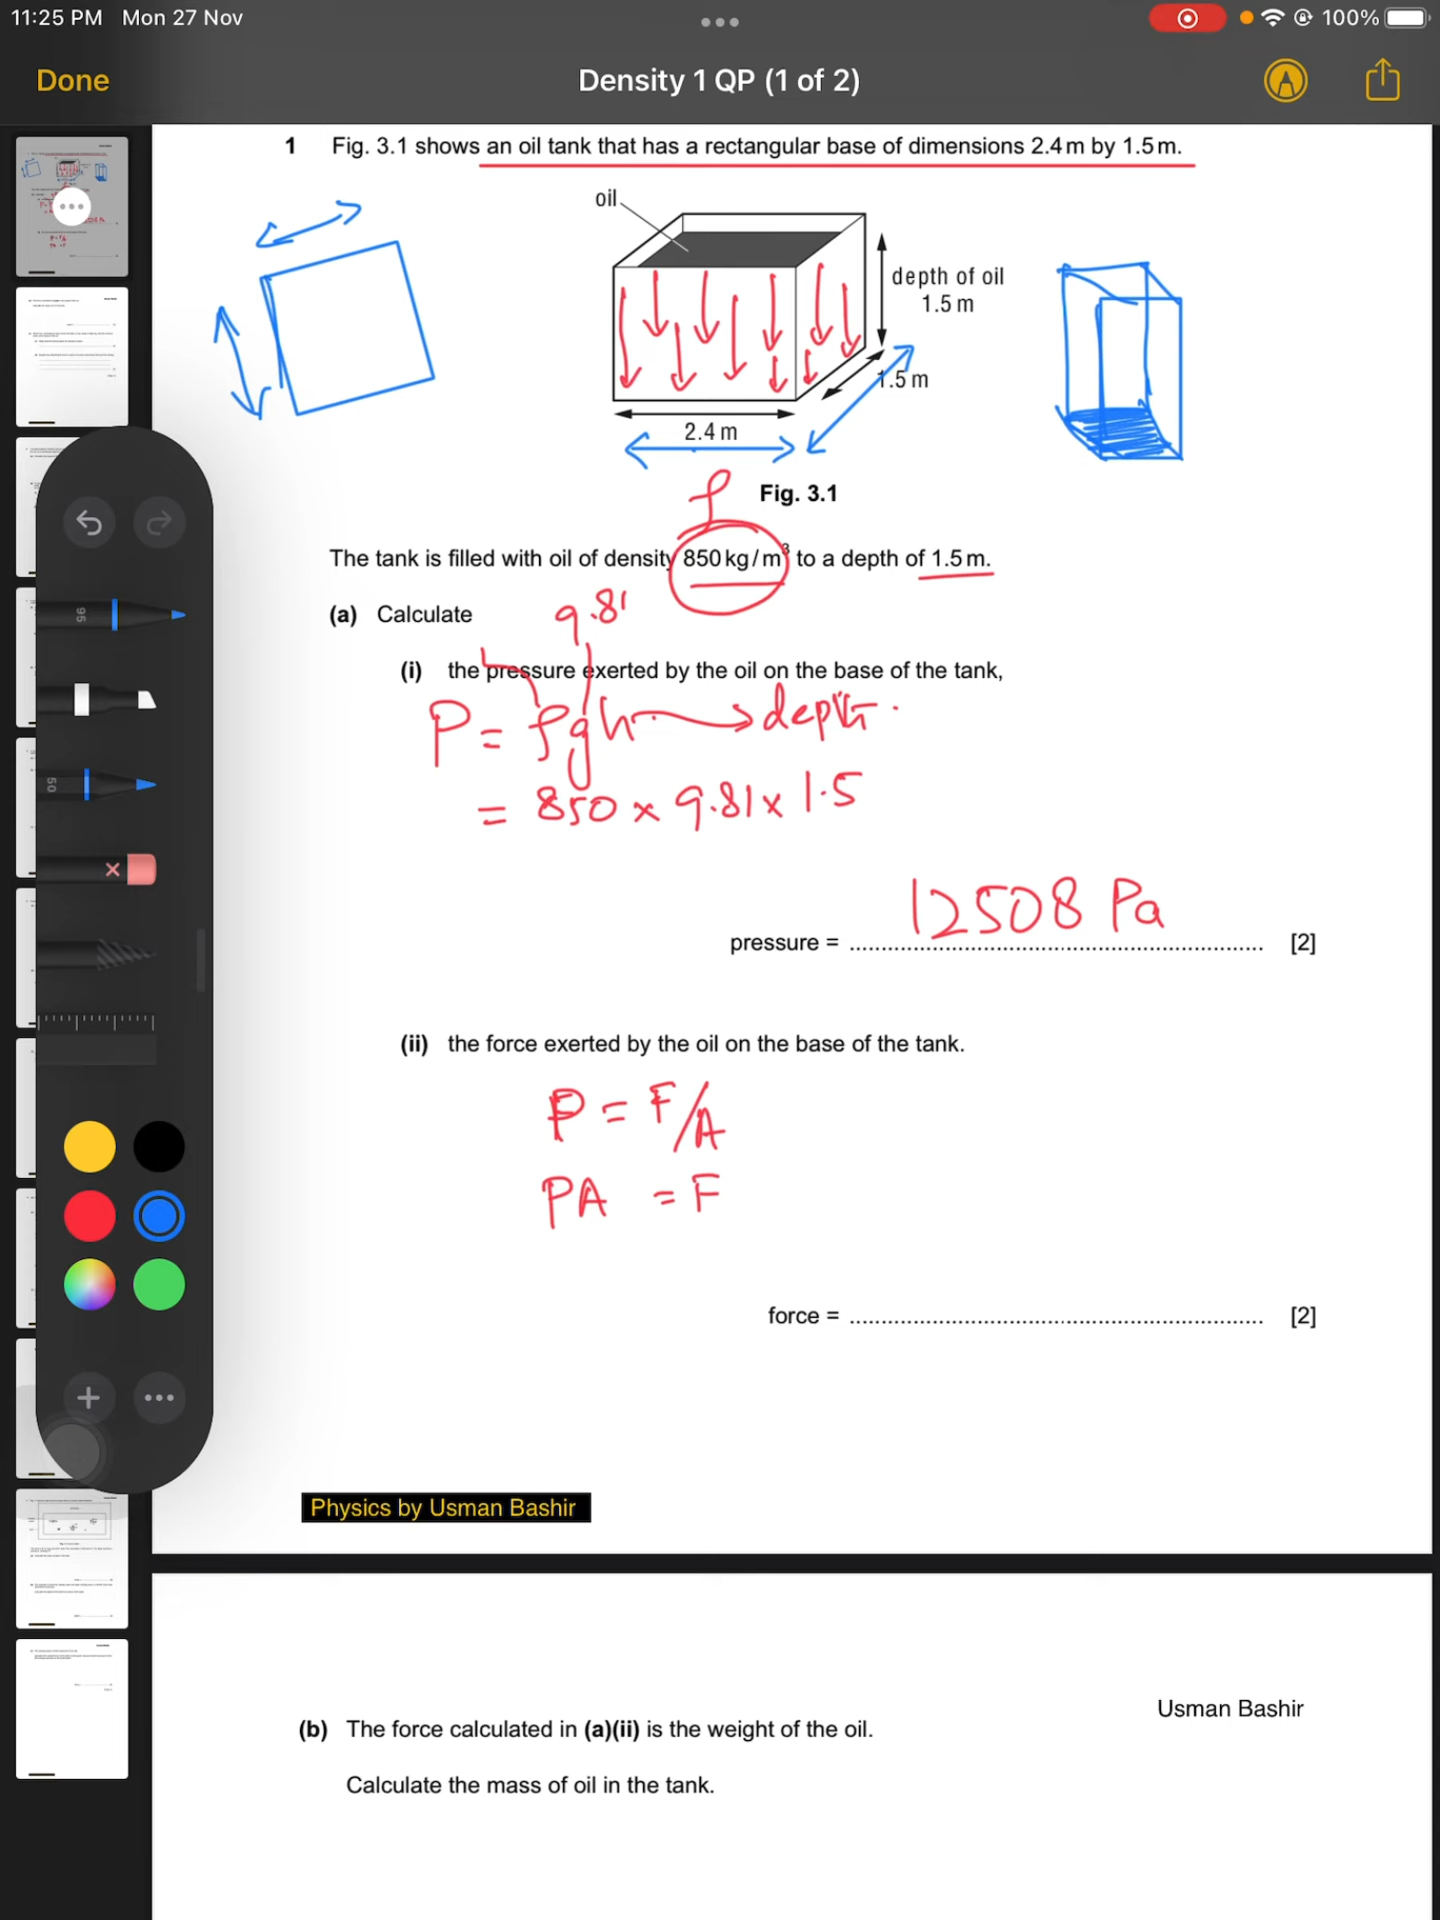 11:25 PM Mon 27 Nov
100%
Done
Density 1 QP (1 of 2)
1 Fig. 3.1 shows an oil tank that has a rectangular base of dimensions 2.4 m by 1.5 m.
oil
depth of oil
1.5 m
1.5 m
2.4 m
ρ
Fig. 3.1
The tank is filled with oil of density 850 kg/m³ to a depth of 1.5 m.
(a) Calculate
9.81
(i) the pressure exerted by the oil on the base of the tank,
P = ρgh → depth.
= 850 × 9.81 × 1.5
12508 Pa
pressure = .......... [2]
(ii) the force exerted by the oil on the base of the tank.
P = F/A
PA = F
force = .......... [2]
Physics by Usman Bashir
Usman Bashir
(b) The force calculated in (a)(ii) is the weight of the oil.
Calculate the mass of oil in the tank.
95
50